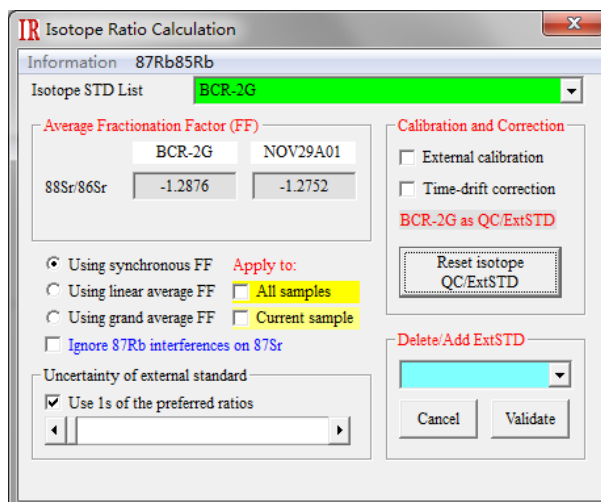 IR Isotope Ratio Calculation
Information 87Rb85Rb
Isotope STD List BCR-2G
Average Fractionation Factor (FF)
BCR-2G NOV29A01
88Sr/86Sr -1.2876 -1.2752
Using synchronous FF Apply to:
Using linear average FF All samples
Using grand average FF Current sample
Ignore 87Rb interferences on 87Sr
Uncertainty of external standard
Use 1s of the preferred ratios
Calibration and Correction
External calibration
Time-drift correction
BCR-2G as QC/ExtSTD
Reset isotope
QC/ExtSTD
Delete/Add ExtSTD
Cancel Validate